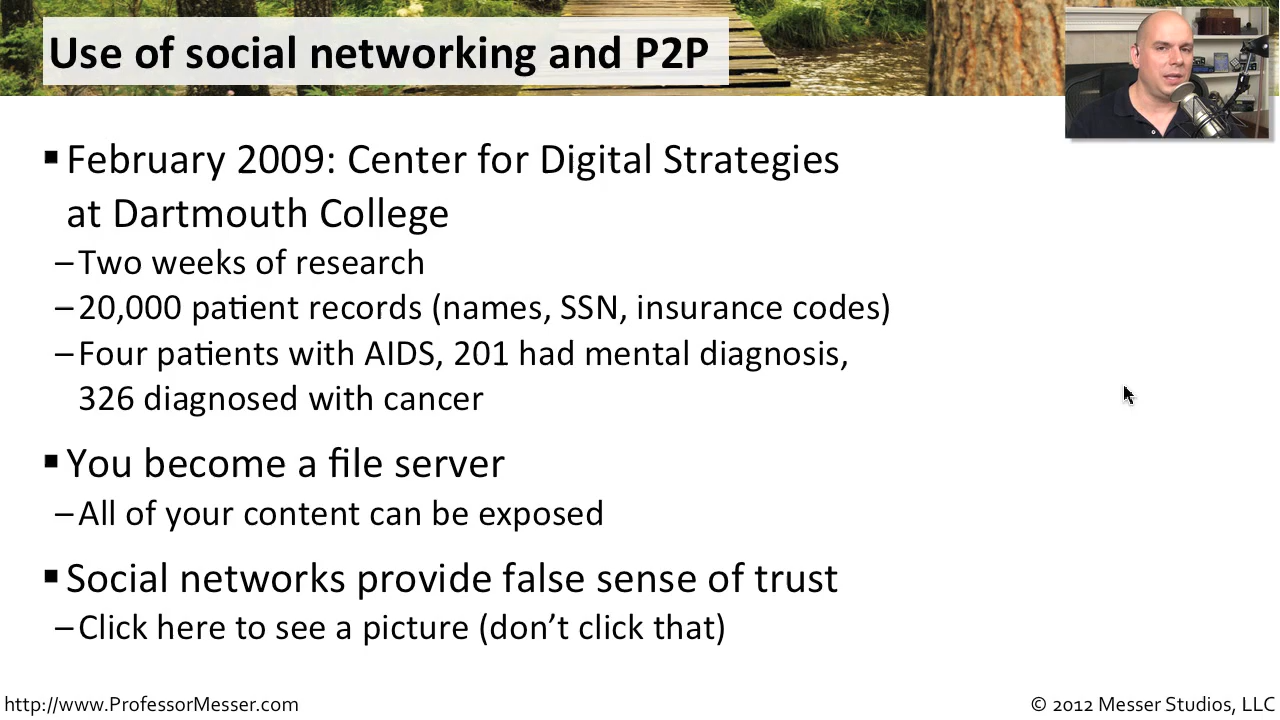 Use of social networking and P2P
▪ February 2009: Center for Digital Strategies
at Dartmouth College
– Two weeks of research
– 20,000 patient records (names, SSN, insurance codes)
– Four patients with AIDS, 201 had mental diagnosis,
326 diagnosed with cancer
▪ You become a file server
– All of your content can be exposed
▪ Social networks provide false sense of trust
– Click here to see a picture (don’t click that)
http://www.ProfessorMesser.com
© 2012 Messer Studios, LLC